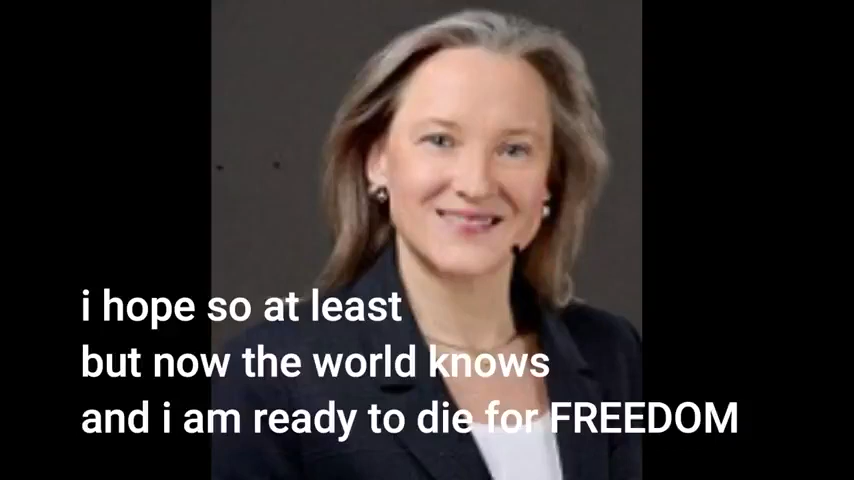 i hope so at least
but now the world knows
and i am ready to die for FREEDOM